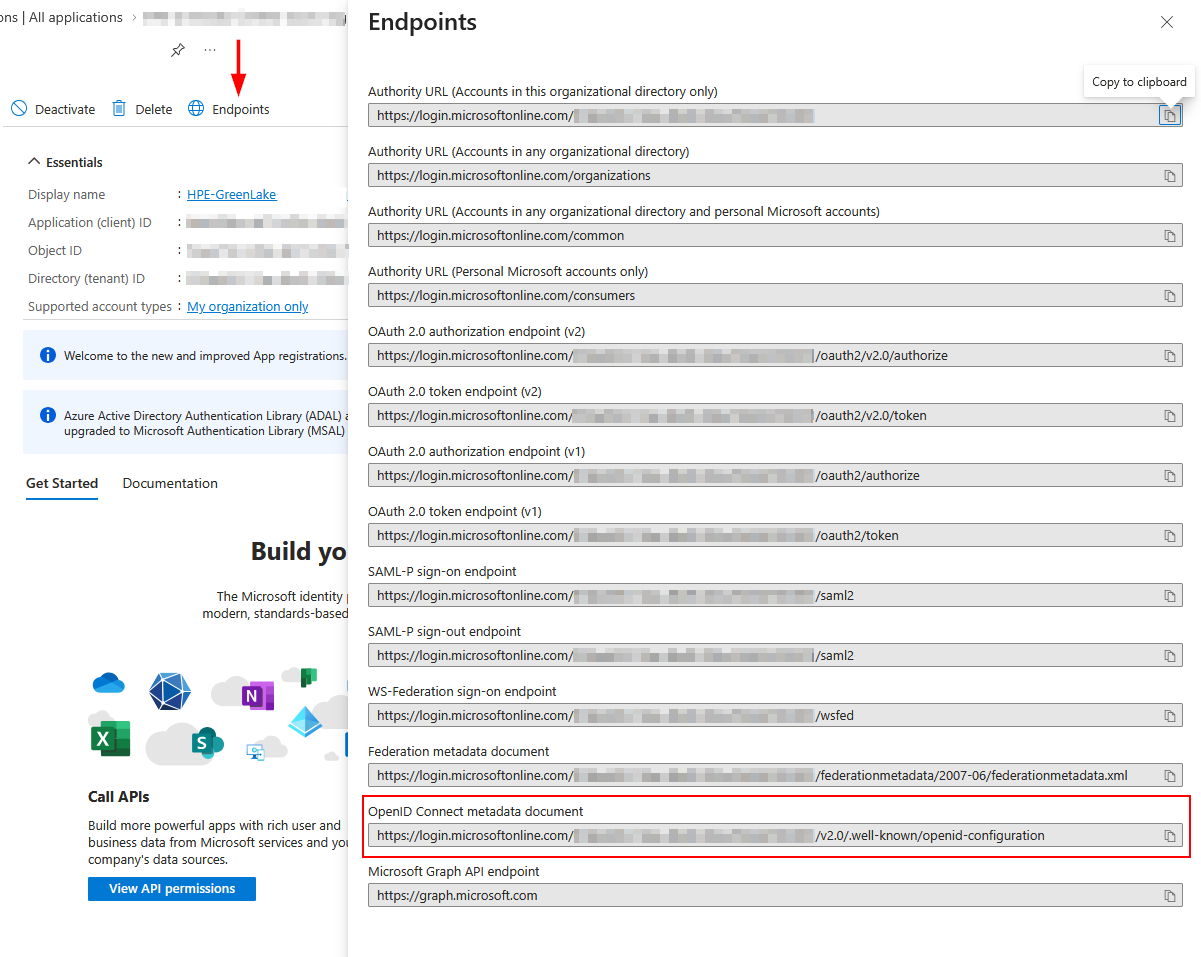 ons | All applications >
Deactivate Delete Endpoints
Essentials
Display name : HPE-GreenLake
Application (client) ID :
Object ID :
Directory (tenant) ID :
Supported account types : My organization only
Welcome to the new and improved App registrations.
Azure Active Directory Authentication Library (ADAL) a
upgraded to Microsoft Authentication Library (MSAL)
Get Started Documentation
Build yo
The Microsoft identity
modern, standards-based
N
X
S
Call APIs
Build more powerful apps with rich user and
business data from Microsoft services and you
company's data sources.
View API permissions
Endpoints
Copy to clipboard
Authority URL (Accounts in this organizational directory only)
https://login.microsoftonline.com/
Authority URL (Accounts in any organizational directory)
https://login.microsoftonline.com/organizations
Authority URL (Accounts in any organizational directory and personal Microsoft accounts)
https://login.microsoftonline.com/common
Authority URL (Personal Microsoft accounts only)
https://login.microsoftonline.com/consumers
OAuth 2.0 authorization endpoint (v2)
https://login.microsoftonline.com/ /oauth2/v2.0/authorize
OAuth 2.0 token endpoint (v2)
https://login.microsoftonline.com/ /oauth2/v2.0/token
OAuth 2.0 authorization endpoint (v1)
https://login.microsoftonline.com/ /oauth2/authorize
OAuth 2.0 token endpoint (v1)
https://login.microsoftonline.com/ /oauth2/token
SAML-P sign-on endpoint
https://login.microsoftonline.com/ /saml2
SAML-P sign-out endpoint
https://login.microsoftonline.com/ /saml2
WS-Federation sign-on endpoint
https://login.microsoftonline.com/ /wsfed
Federation metadata document
https://login.microsoftonline.com/ /federationmetadata/2007-06/federationmetadata.xml
OpenID Connect metadata document
https://login.microsoftonline.com/ /v2.0/.well-known/openid-configuration
Microsoft Graph API endpoint
https://graph.microsoft.com